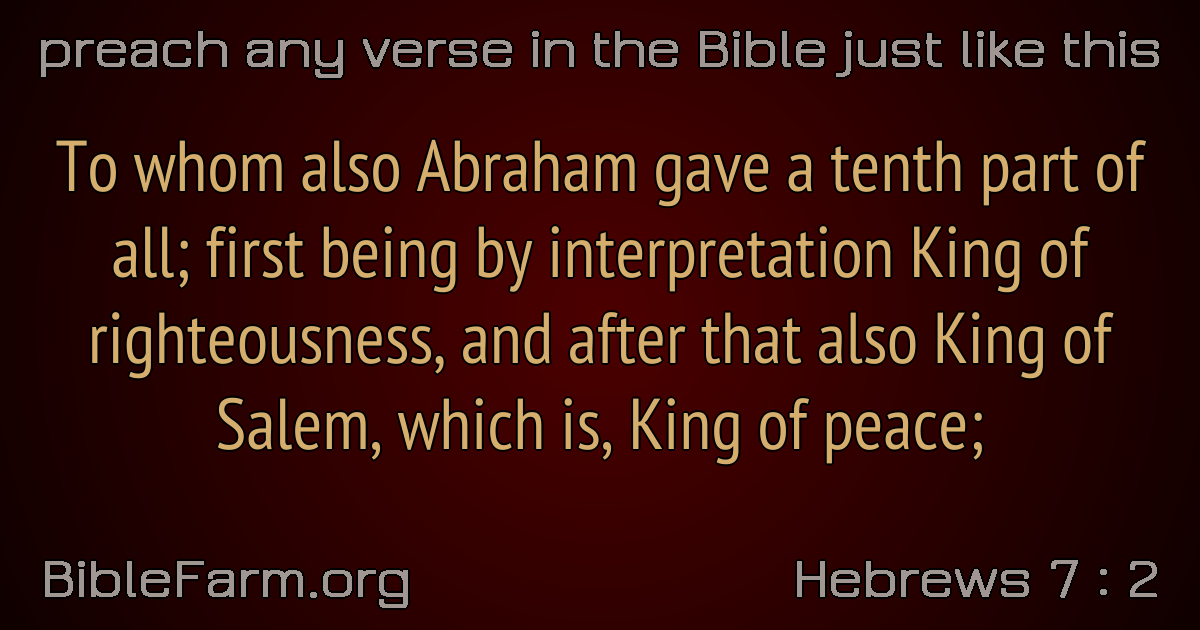 preach any verse in the Bible just like this
To whom also Abraham gave a tenth part of
all; first being by interpretation King of
righteousness, and after that also King of
Salem, which is, King of peace;
BibleFarm.org
Hebrews 7 : 2